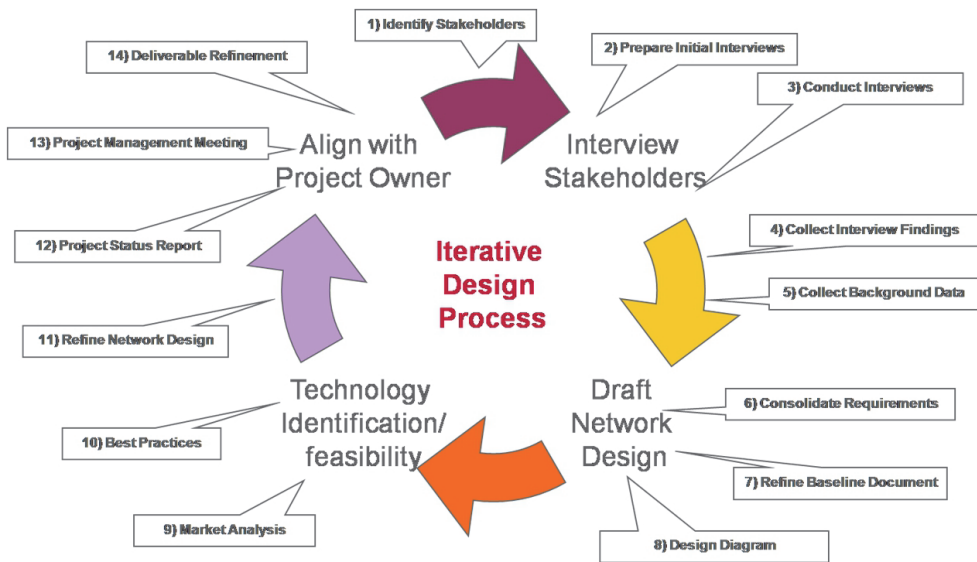 1) Identify Stakeholders
2) Prepare Initial Interviews
3) Conduct Interviews
Interview
Stakeholders
4) Collect Interview Findings
5) Collect Background Data
6) Consolidate Requirements
Draft
Network
Design
7) Refine Baseline Document
8) Design Diagram
9) Market Analysis
Technology
Identification/
feasibility
10) Best Practices
11) Refine Network Design
12) Project Status Report
13) Project Management Meeting
Align with
Project Owner
14) Deliverable Refinement
Iterative
Design
Process